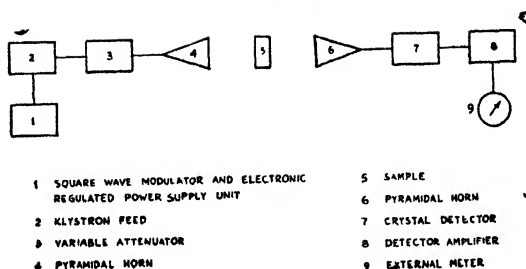 2
3
4
5
6
7
8
1
9
1 SQUARE WAVE MODULATOR AND ELECTRONIC
REGULATED POWER SUPPLY UNIT
2 KLYSTRON FEED
3 VARIABLE ATTENUATOR
4 PYRAMIDAL HORN
5 SAMPLE
6 PYRAMIDAL HORN
7 CRYSTAL DETECTOR
8 DETECTOR AMPLIFIER
9 EXTERNAL METER